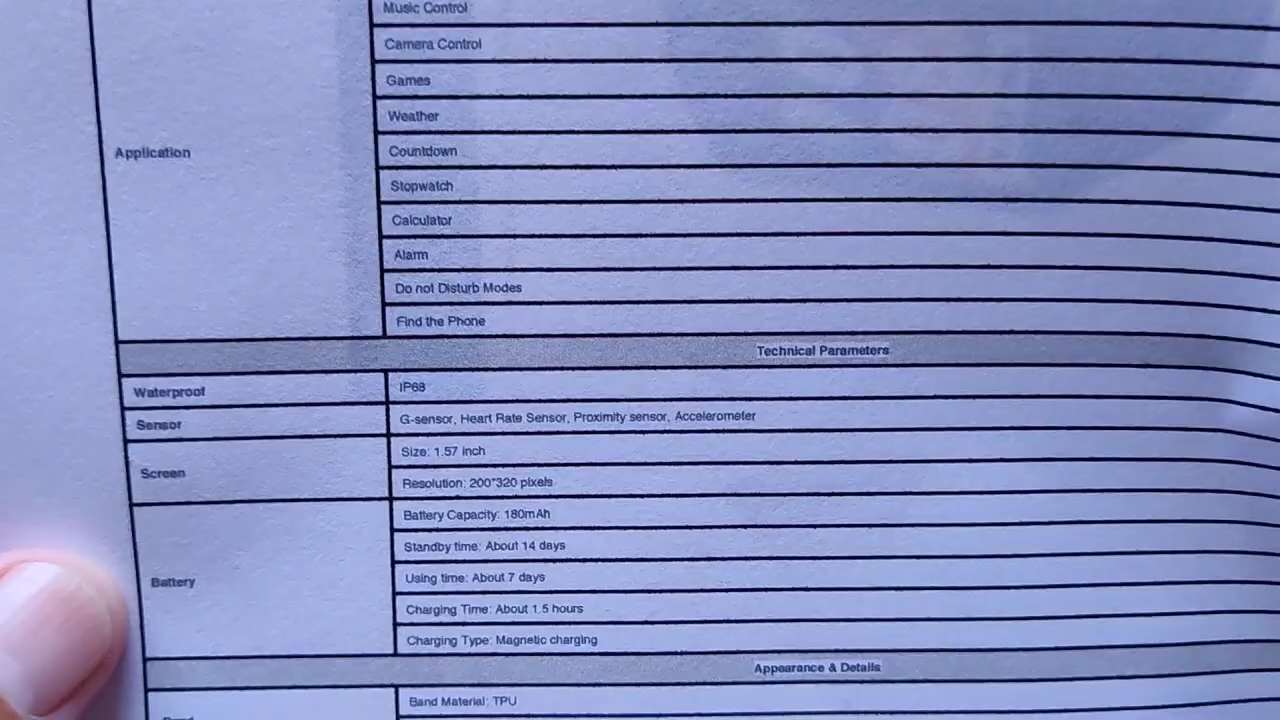 Music Control
Camera Control
Games
Weather
Countdown
Application
Stopwatch
Calculator
Alarm
Do not Disturb Modes
Find the Phone
Technical Parameters
Waterproof IP68
Sensor G-sensor, Heart Rate Sensor, Proximity sensor, Accelerometer
Screen
Size: 1.57 inch
Resolution: 200*320 pixels
Battery
Battery Capacity: 180mAh
Standby time: About 14 days
Using time: About 7 days
Charging Time: About 1.5 hours
Charging Type: Magnetic charging
Appearance & Details
Band Material: TPU